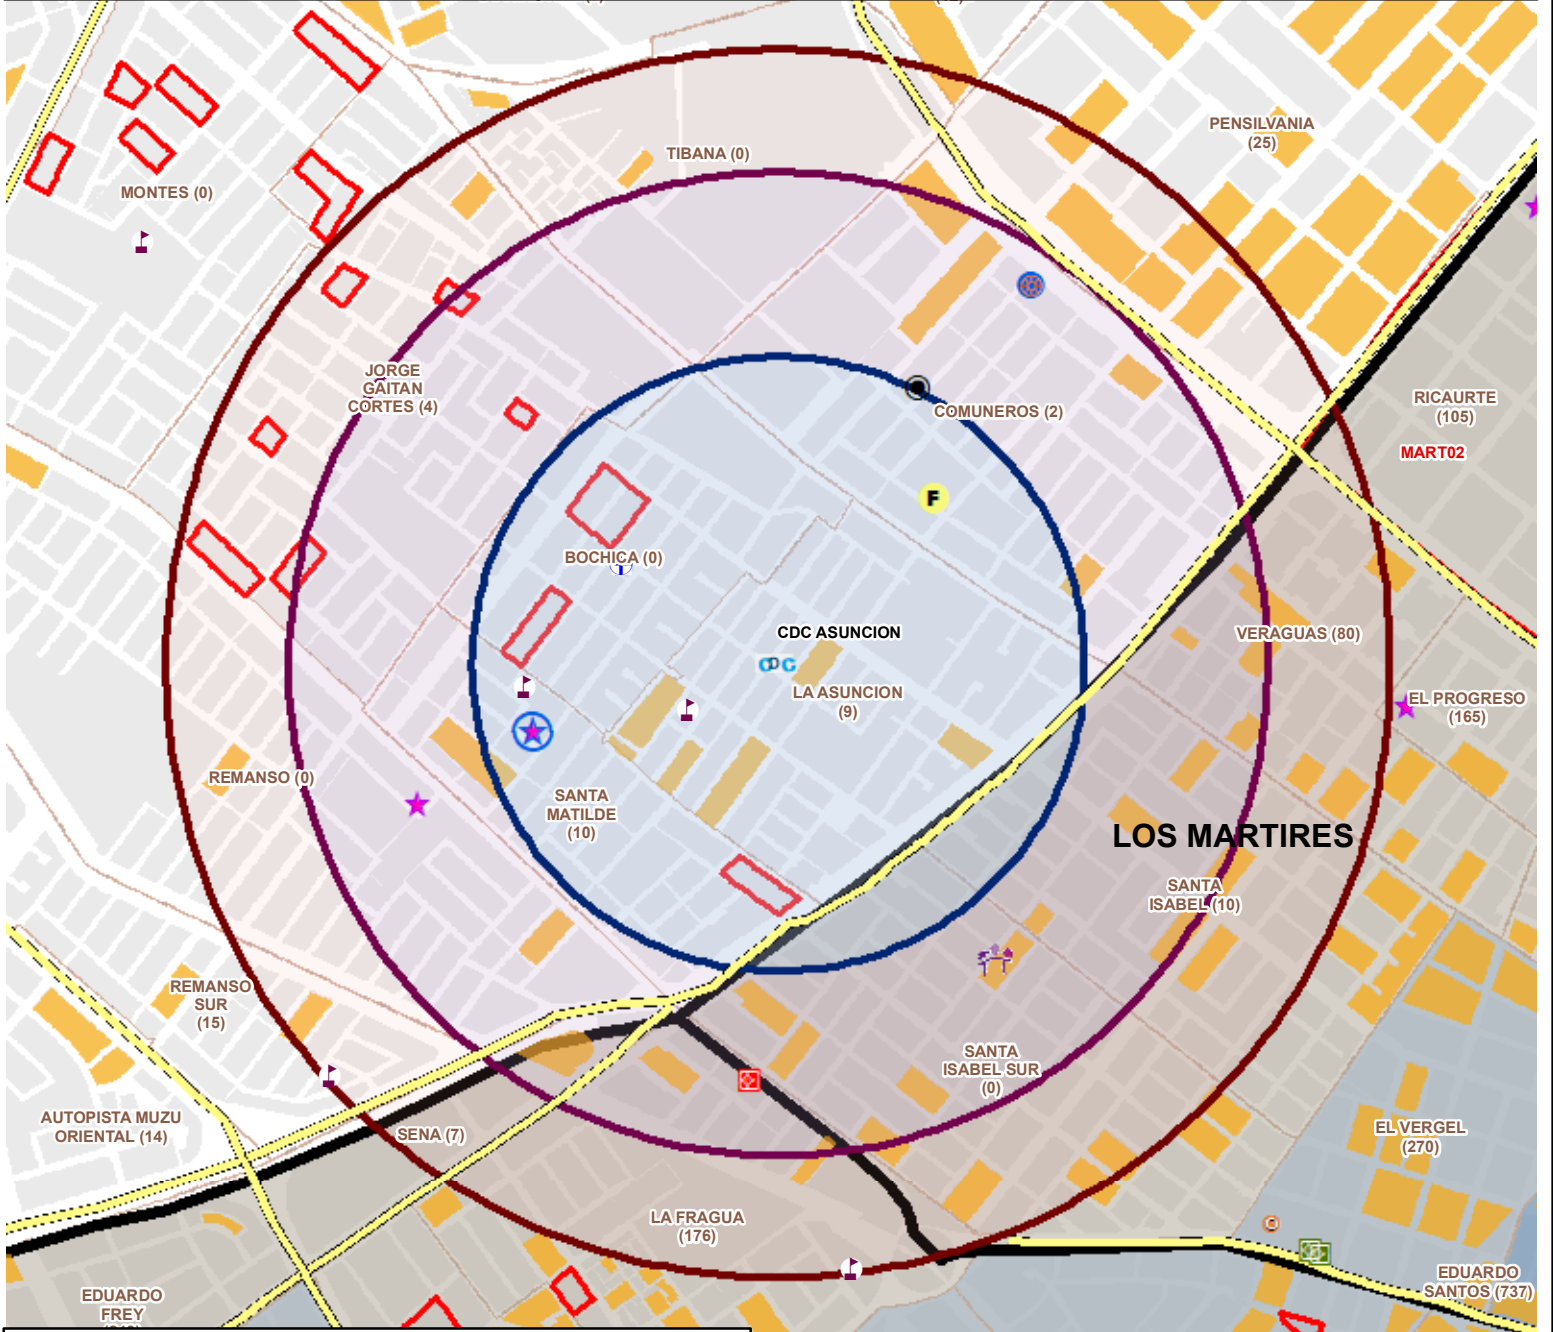 PENSILVANIA
(25)
TIBANA (0)
MONTES (0)
JORGE
GAITAN
CORTES (4)
COMUNEROS (2)
RICAURTE
(105)
MART02
F
BOCHICA (0)
CDC ASUNCION
CDC
LA ASUNCION
(9)
VERAGUAS (80)
EL PROGRESO
(165)
REMANSO (0)
SANTA
MATILDE
(10)
LOS MARTIRES
SANTA
ISABEL (10)
REMANSO
SUR
(15)
SANTA
ISABEL SUR
(0)
AUTOPISTA MUZU
ORIENTAL (14)
SENA (7)
EL VERGEL
(270)
LA FRAGUA
(176)
EDUARDO
SANTOS (737)
EDUARDO
FREY